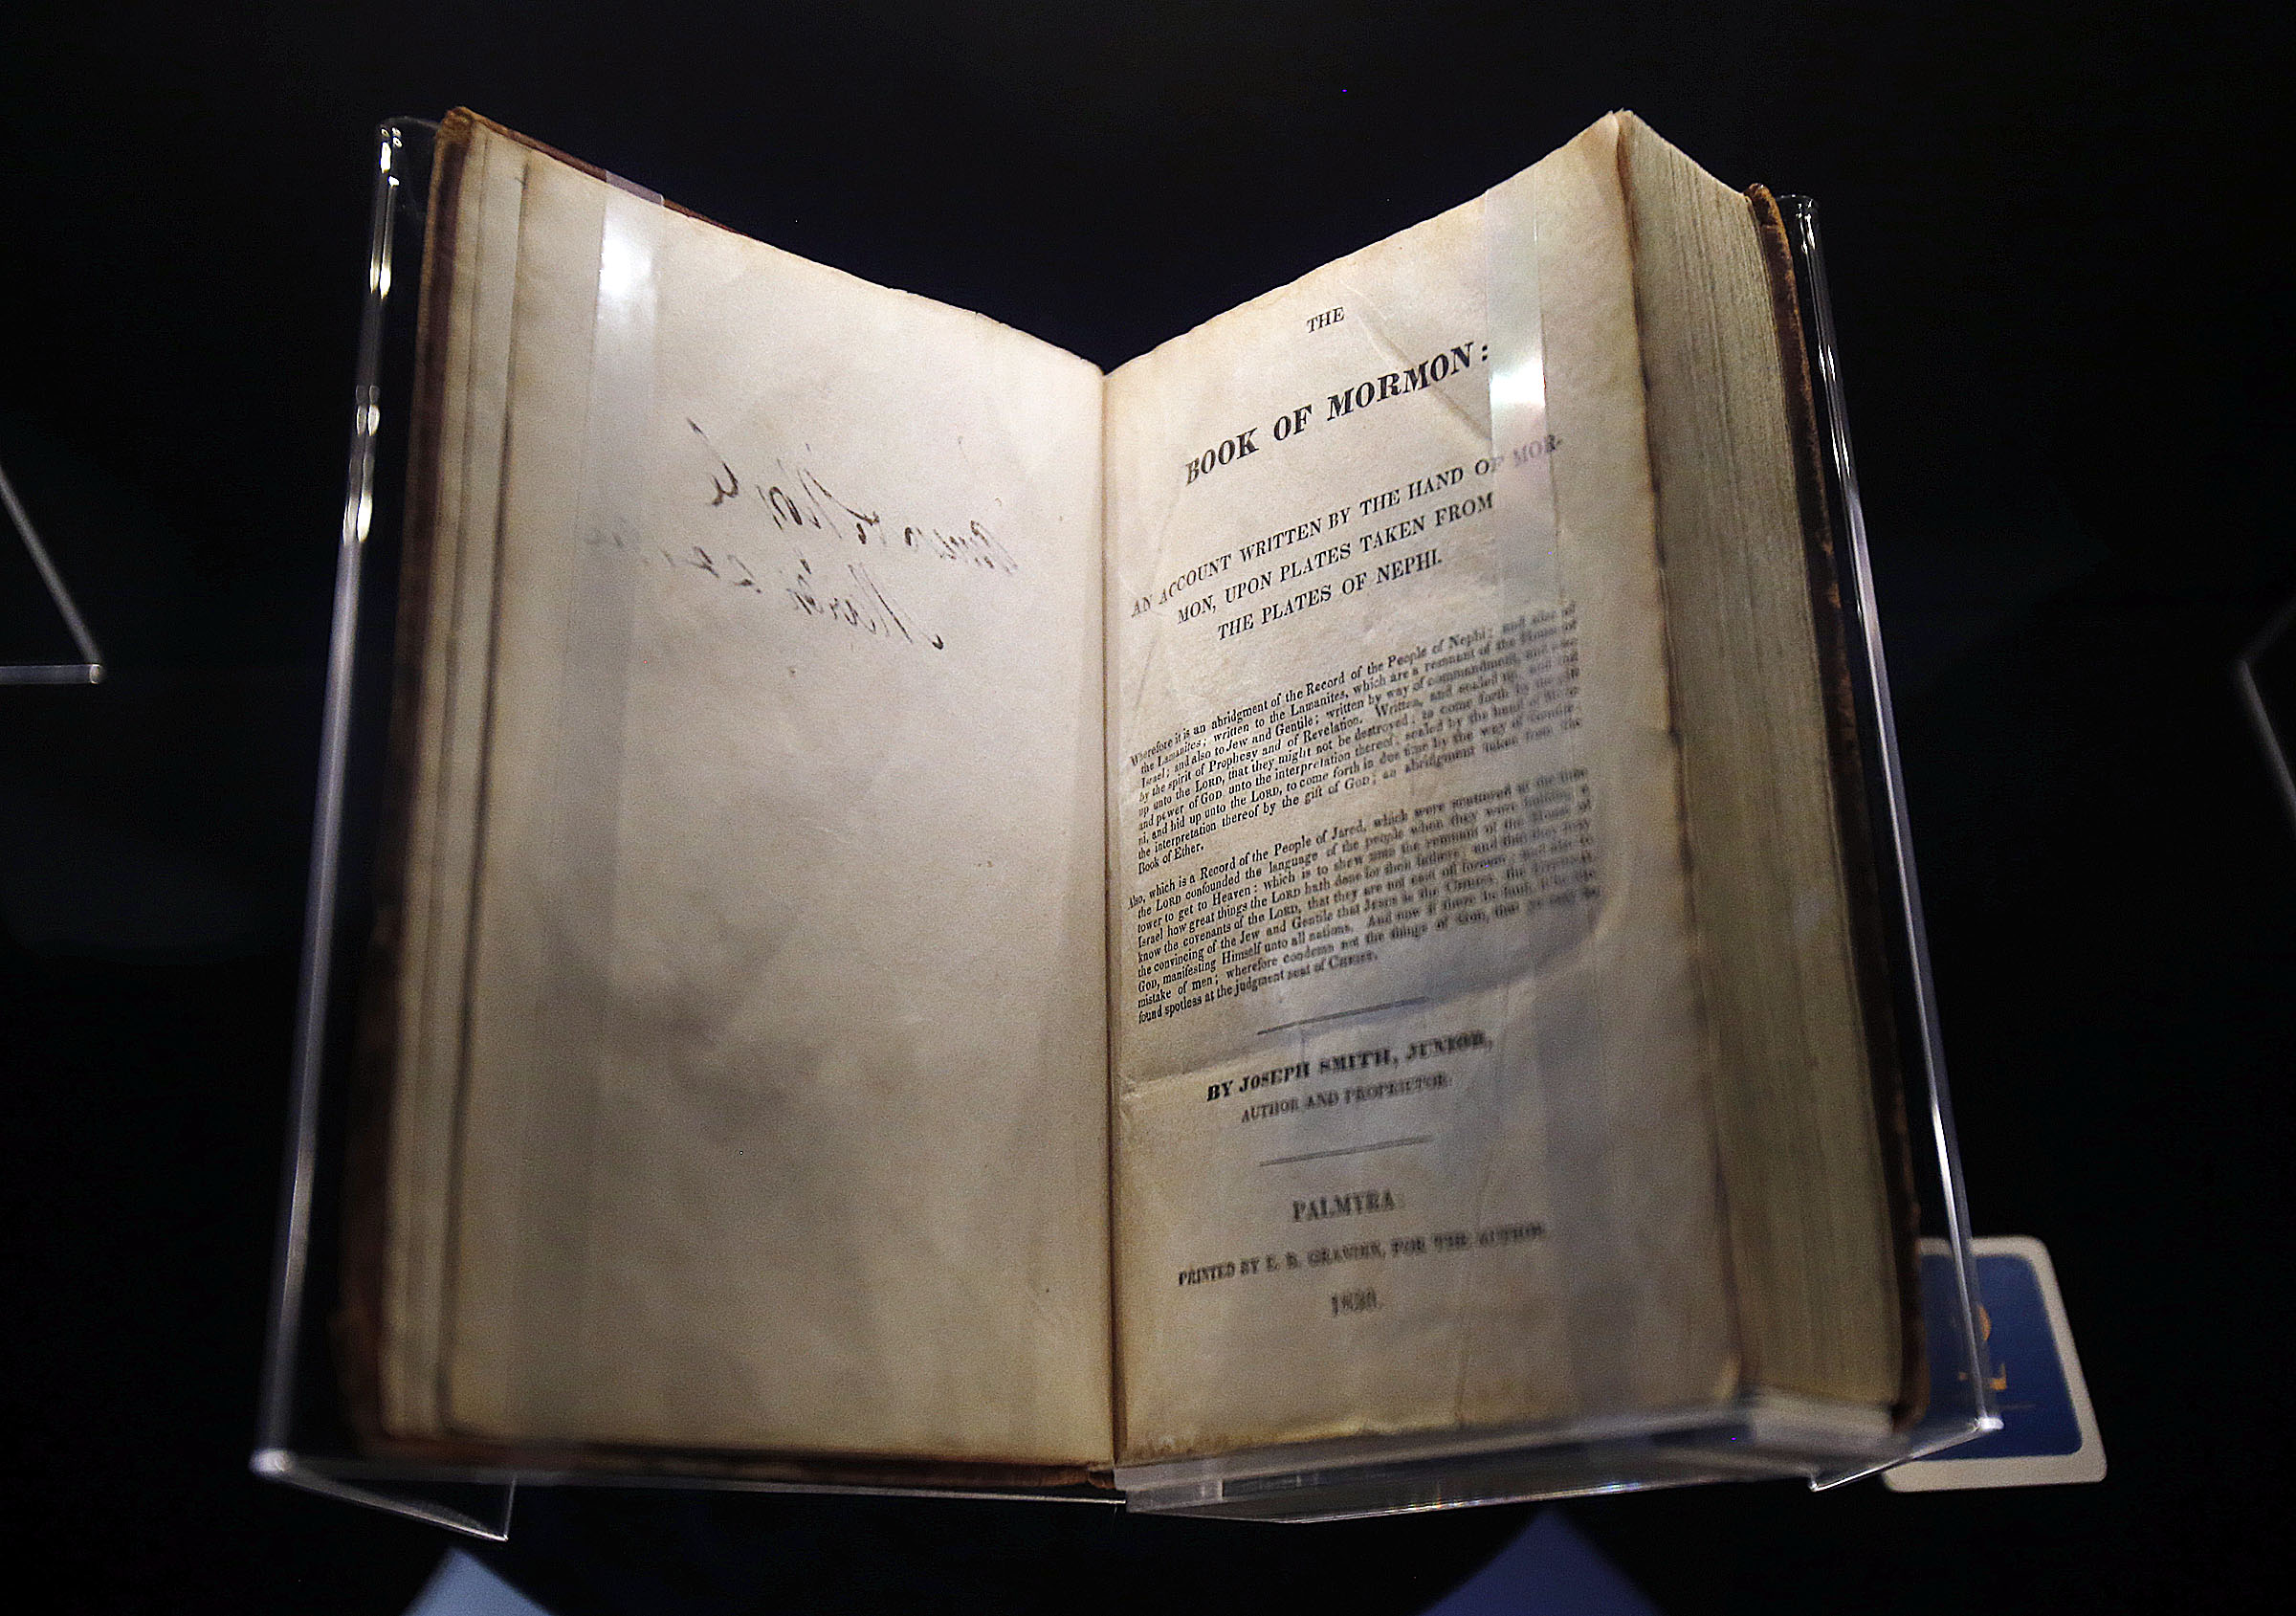 THE
BOOK OF MORMON:
AN ACCOUNT WRITTEN BY THE HAND OF MOR-
MON, UPON PLATES TAKEN FROM
THE PLATES OF NEPHI.
Wherefore it is an abridgment of the Record of the People of Nephi; and also of
the Lamanites; written to the Lamanites, which are a remnant of the House of
Israel; and also to Jew and Gentile; written by way of commandment, and also
by the spirit of Prophesy and of Revelation. Written, and sealed up, and hid
up unto the LORD, that they might not be destroyed; to come forth by the gift
and power of GOD unto the interpretation thereof; sealed by the hand of Moro-
ni, and hid up unto the LORD, to come forth in due time by the way of Gentile;
the interpretation thereof by the gift of GOD; an abridgment taken from the
Book of Ether.
Also, which is a Record of the People of Jared, which were scattered at the time
the LORD confounded the language of the people when they were building a
tower to get to Heaven: which is to shew unto the remnant of the House of
Israel how great things the LORD hath done for their fathers; and that they may
know the covenants of the LORD, that they are not cast off forever; and also to
the convincing of the Jew and Gentile that JESUS is the CHRIST, the ETERNAL
GOD, manifesting Himself unto all nations. And now if there be fault, it be the
mistake of men; wherefore condemn not the things of GOD, that ye may be
found spotless at the judgment seat of CHRIST.
BY JOSEPH SMITH, JUNIOR,
AUTHOR AND PROPRIETOR.
PALMYRA:
PRINTED BY E. B. GRANDIN, FOR THE AUTHOR.
1830.